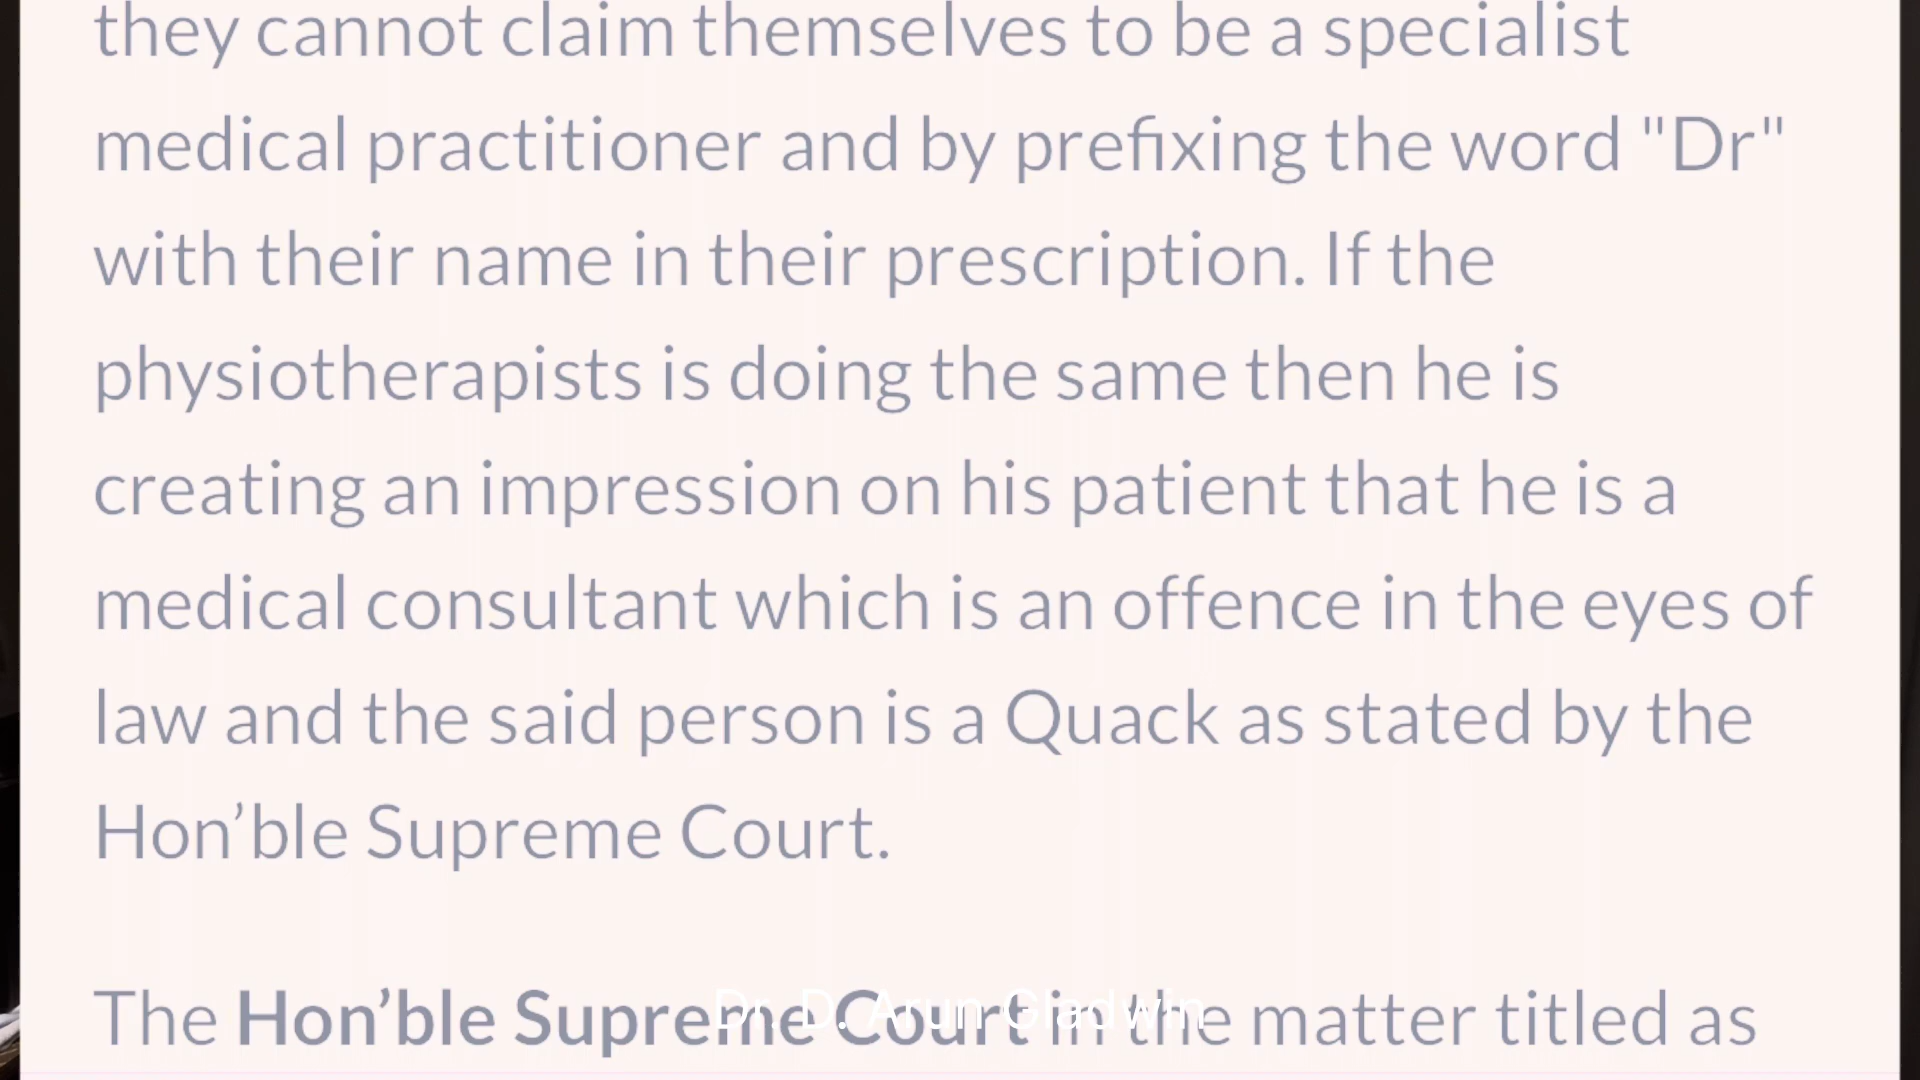 they cannot claim themselves to be a specialist
medical practitioner and by prefixing the word "Dr"
with their name in their prescription. If the
physiotherapists is doing the same then he is
creating an impression on his patient that he is a
medical consultant which is an offence in the eyes of
law and the said person is a Quack as stated by the
Hon’ble Supreme Court.
The Hon’ble Supreme Court in the matter titled as
Dr. D. Arun Gladwin